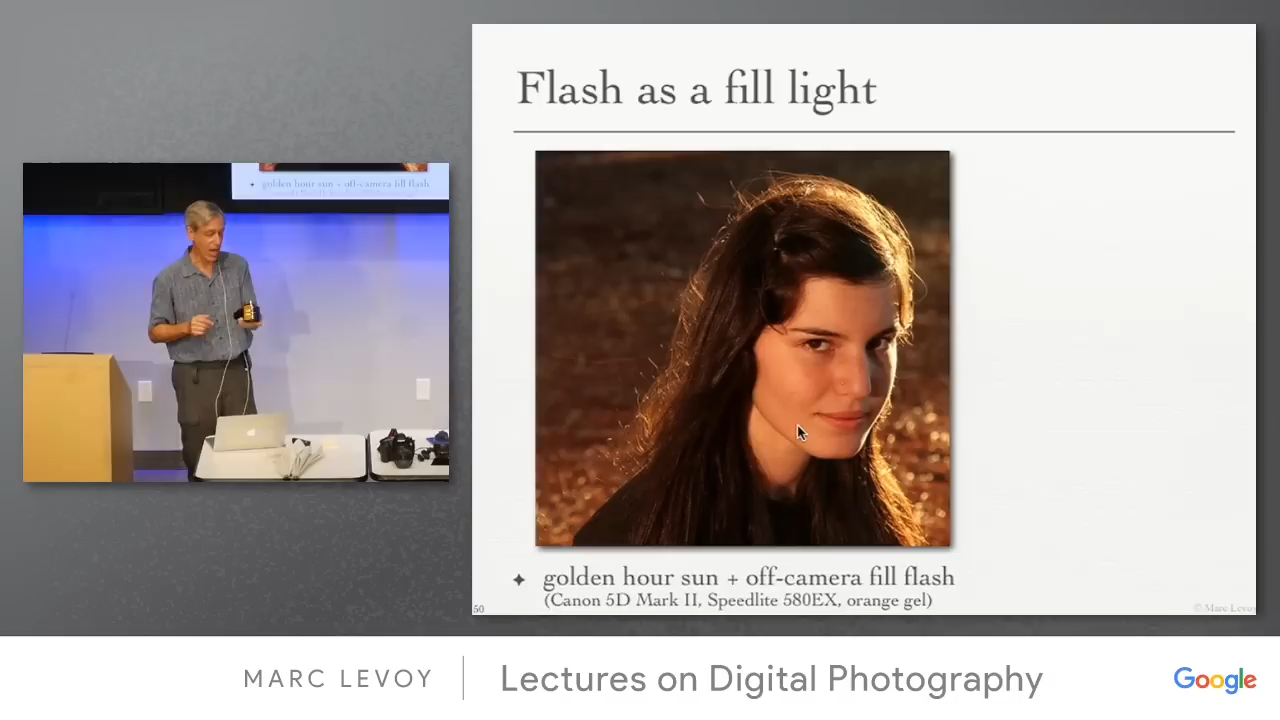 Flash as a fill light
golden hour sun + off-camera fill flash
✦ golden hour sun + off-camera fill flash
(Canon 5D Mark II, Speedlite 580EX, orange gel)
50
© Marc Levoy
MARC LEVOY
Lectures on Digital Photography
Google